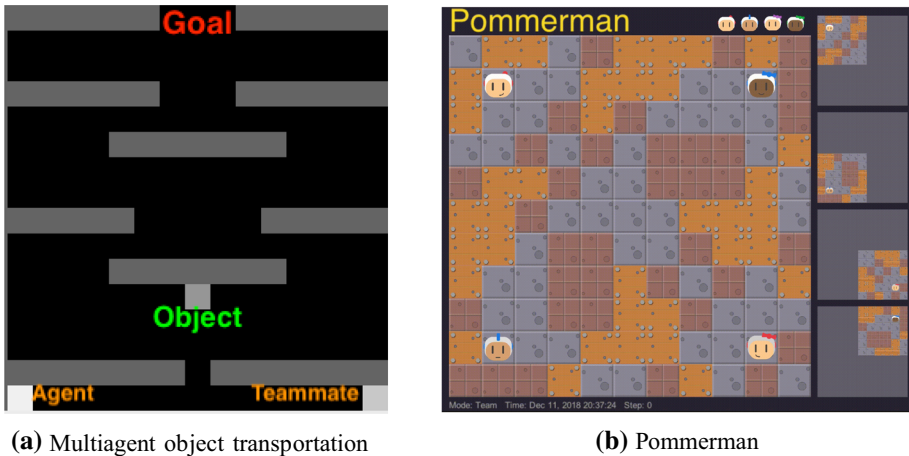 Goal
Object
Agent
Teammate
Pommerman
Mode: Team Time: Dec 11, 2018 20:37:24 Step: 0
(a) Multiagent object transportation
(b) Pommerman